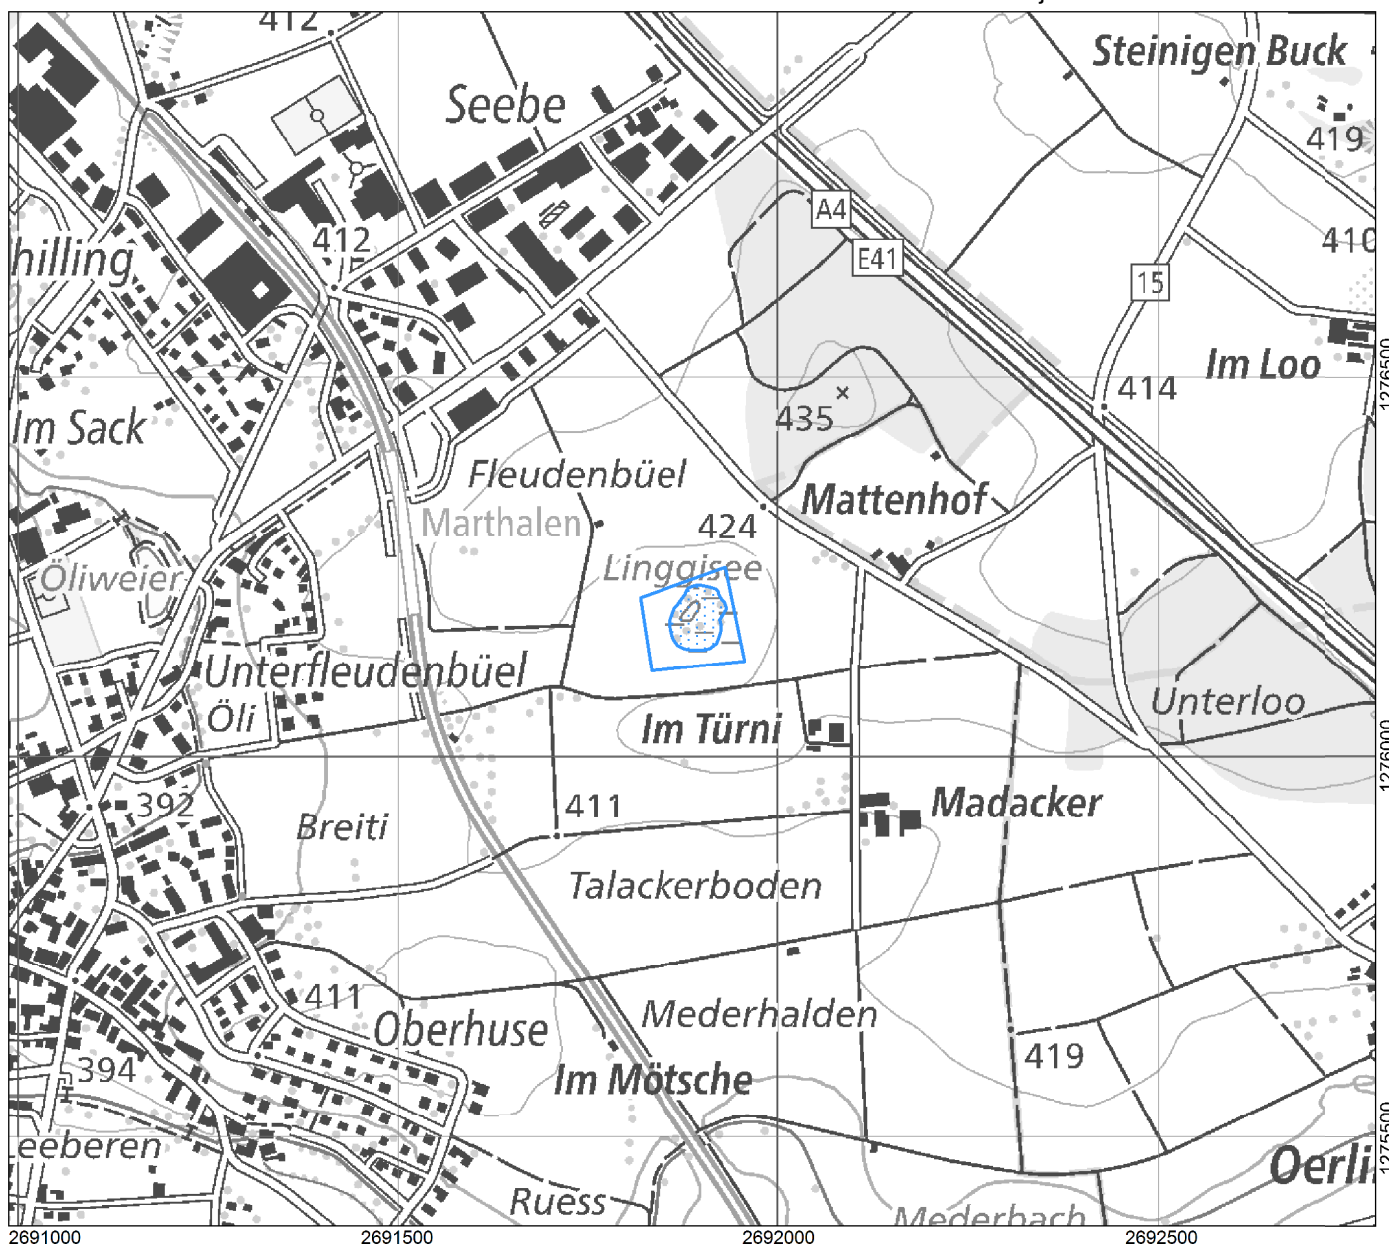 412
Steinigen Buck
Seebe
419
A4
412
410
hilling
E41
15
1276500
Im Loo
414
435
Im Sack
Fleudenbüel
Mattenhof
Marthalen
424
Linggisee
Öliweier
Unterfleudenbüel
Unterloo
Öli
Im Türni
1276000
392
411
Madacker
Breiti
Talackerboden
411
Mederhalden
Oberhuse
419
394
Im Mötsche
1275500
eeberen
Oerli
Ruess
Mederbach
2691000
2691500
2692000
2692500